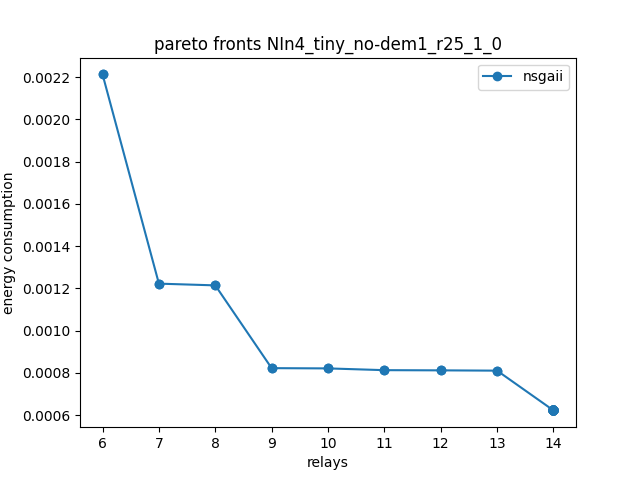 pareto fronts NIn4_tiny_no-dem1_r25_1_0
nsgaii
energy consumption
0.0022
0.0020
0.0018
0.0016
0.0014
0.0012
0.0010
0.0008
0.0006
6 7 8 9 10 11 12 13 14
relays